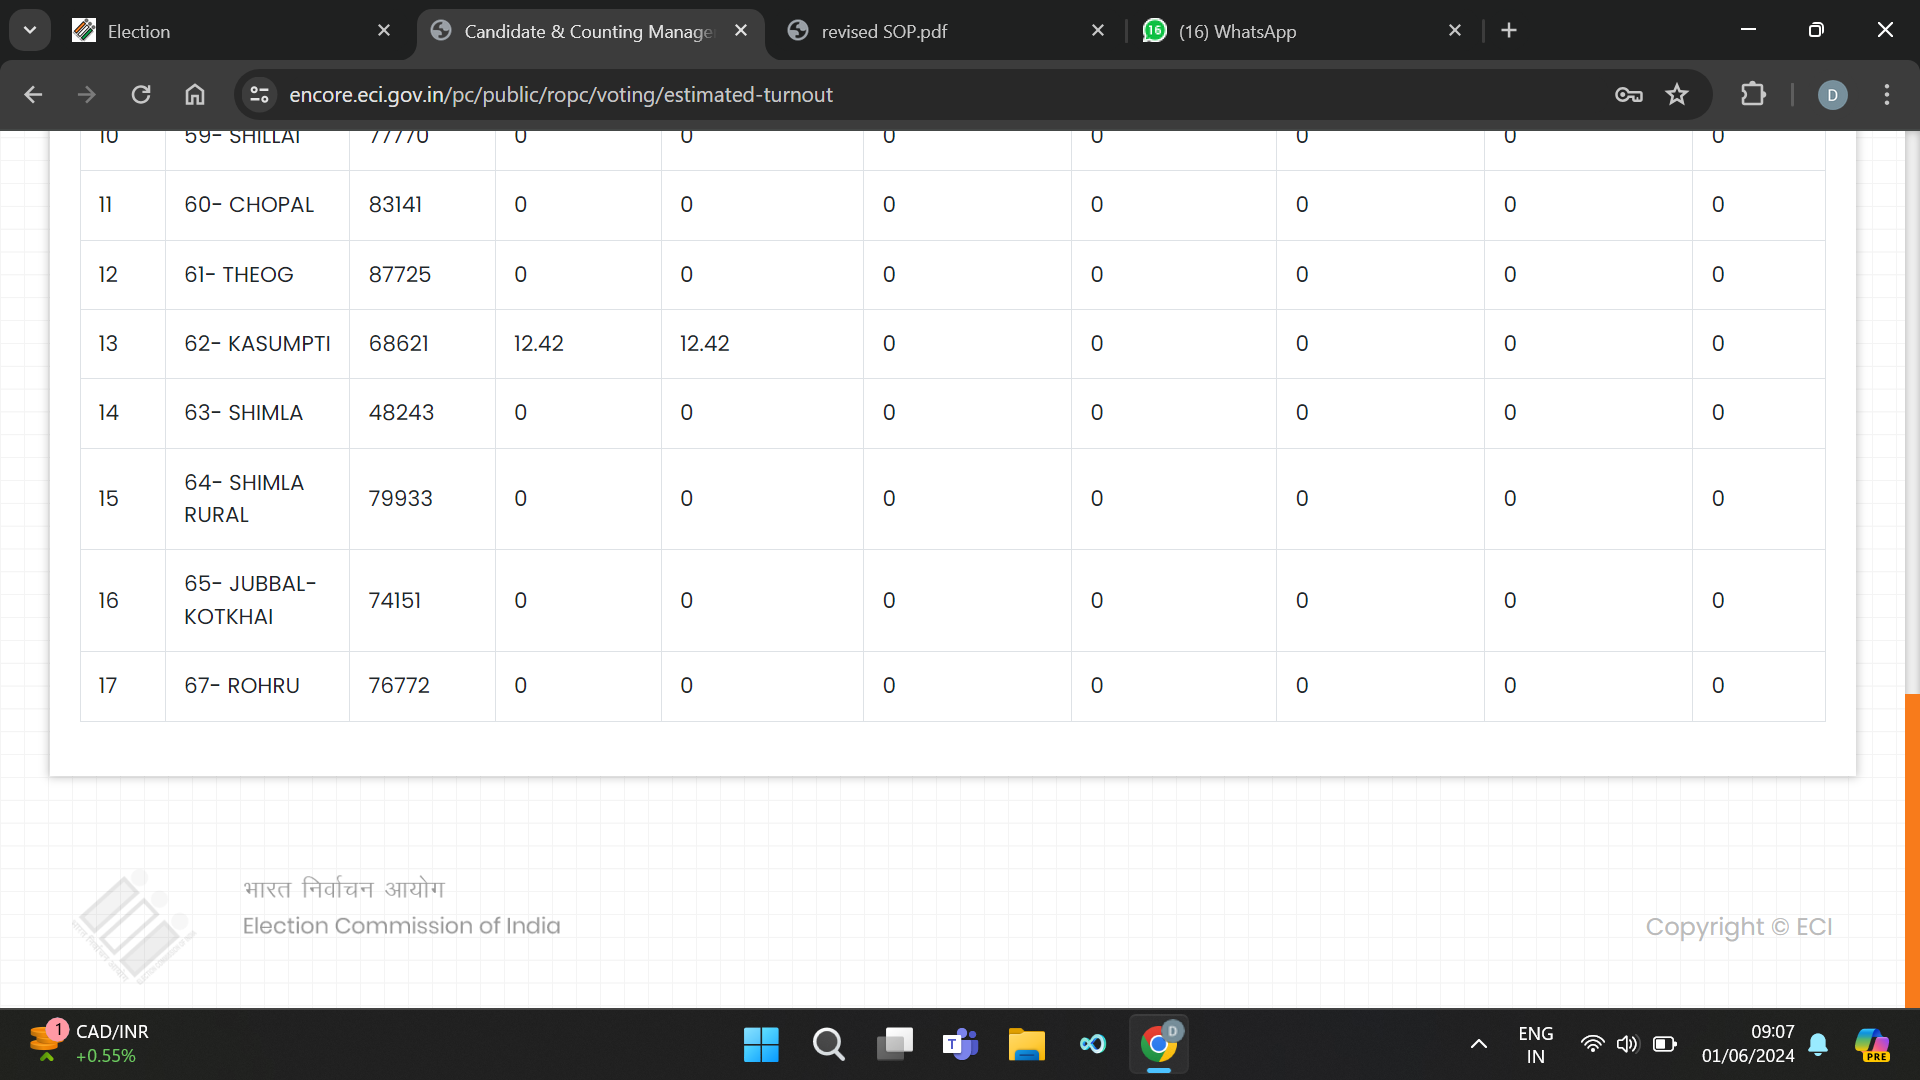 Election
Candidate & Counting Manage
revised SOP.pdf
(16) WhatsApp
encore.eci.gov.in/pc/public/ropc/voting/estimated-turnout
D
10 59- SHILLAI 77770 0 0 0 0 0 0 0
11 60- CHOPAL 83141 0 0 0 0 0 0 0
12 61- THEOG 87725 0 0 0 0 0 0 0
13 62- KASUMPTI 68621 12.42 12.42 0 0 0 0 0
14 63- SHIMLA 48243 0 0 0 0 0 0 0
15 64- SHIMLA RURAL 79933 0 0 0 0 0 0 0
16 65- JUBBAL-KOTKHAI 74151 0 0 0 0 0 0 0
17 67- ROHRU 76772 0 0 0 0 0 0 0
भारत निर्वाचन आयोग
Election Commission of India
Copyright © ECI
1
CAD/INR
+0.55%
T
D
ENG
IN
09:07
01/06/2024
PRE